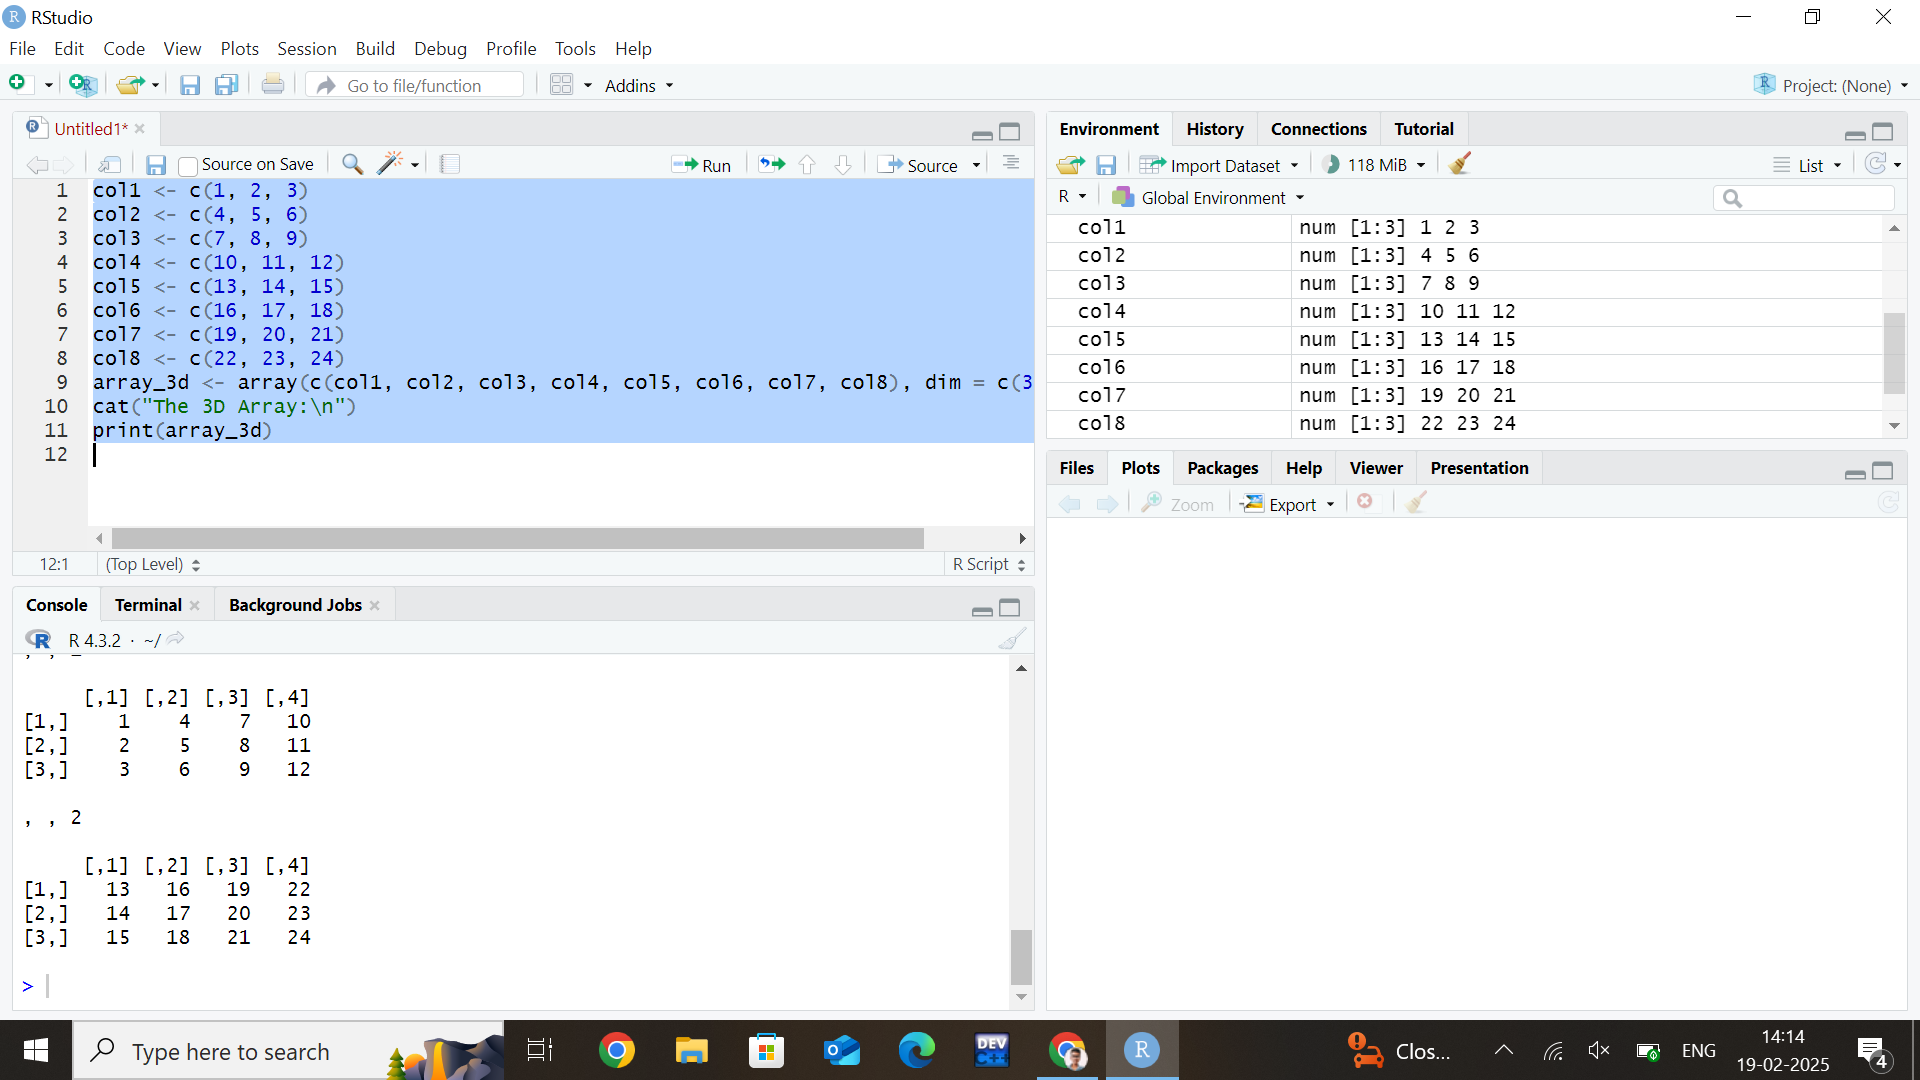 RStudio
File Edit Code View Plots Session Build Debug Profile Tools Help
Go to file/function Addins Project: (None)
Untitled1*
Source on Save Run Source
1 col1 <- c(1, 2, 3)
2 col2 <- c(4, 5, 6)
3 col3 <- c(7, 8, 9)
4 col4 <- c(10, 11, 12)
5 col5 <- c(13, 14, 15)
6 col6 <- c(16, 17, 18)
7 col7 <- c(19, 20, 21)
8 col8 <- c(22, 23, 24)
9 array_3d <- array(c(col1, col2, col3, col4, col5, col6, col7, col8), dim = c(3
10 cat("The 3D Array:\n")
11 print(array_3d)
12
12:1 (Top Level) R Script
Console Terminal Background Jobs
R 4.3.2 · ~/
[,1] [,2] [,3] [,4]
[1,] 1 4 7 10
[2,] 2 5 8 11
[3,] 3 6 9 12
, , 2
[,1] [,2] [,3] [,4]
[1,] 13 16 19 22
[2,] 14 17 20 23
[3,] 15 18 21 24
>
Environment History Connections Tutorial
Import Dataset 118 MiB List
R Global Environment
col1 num [1:3] 1 2 3
col2 num [1:3] 4 5 6
col3 num [1:3] 7 8 9
col4 num [1:3] 10 11 12
col5 num [1:3] 13 14 15
col6 num [1:3] 16 17 18
col7 num [1:3] 19 20 21
col8 num [1:3] 22 23 24
Files Plots Packages Help Viewer Presentation
Zoom Export
Type here to search
DEV
C++
R
Clos...
ENG
14:14
19-02-2025
4